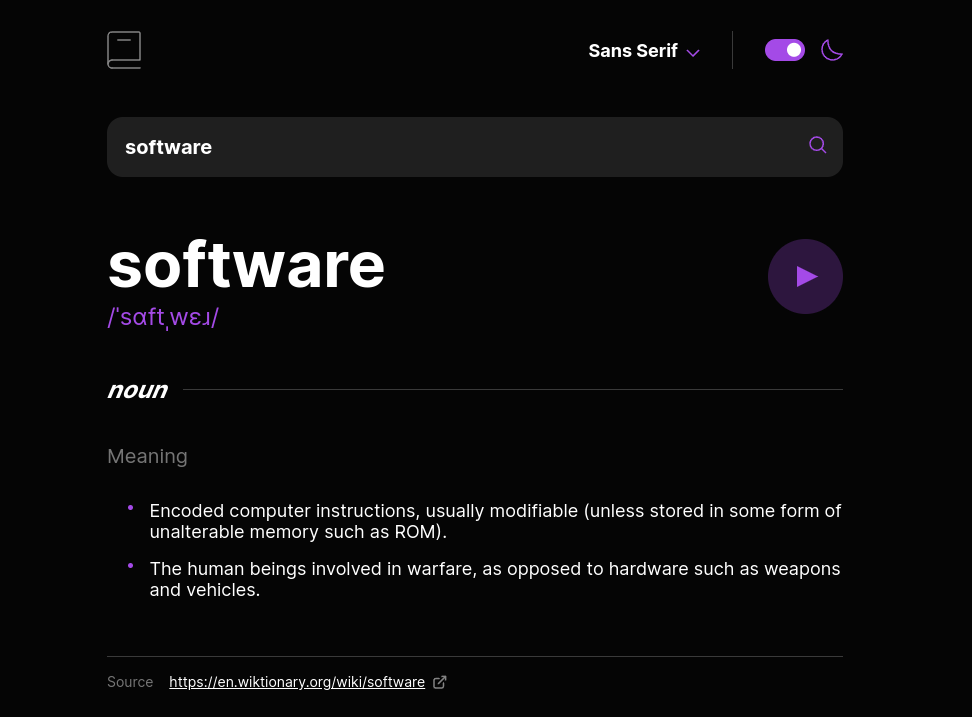 Sans Serif
software
software
/ˈsɑftˌwɛɹ/
noun
Meaning
• Encoded computer instructions, usually modifiable (unless stored in some form of
unalterable memory such as ROM).
• The human beings involved in warfare, as opposed to hardware such as weapons
and vehicles.
Source https://en.wiktionary.org/wiki/software